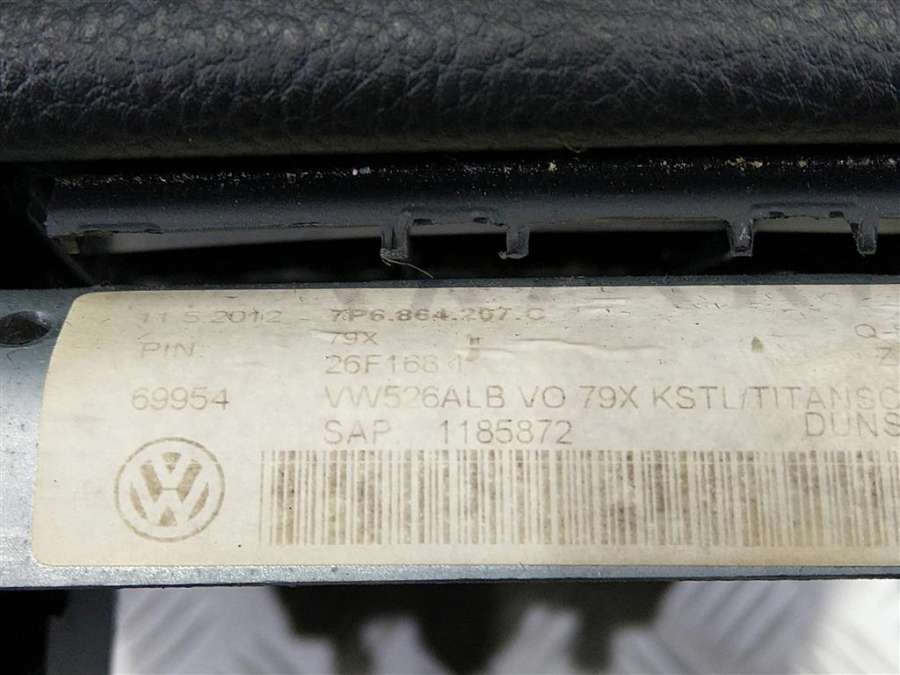 11.5.2012 7P6.864.207.C
79X Q-
PIN 26F168 Z
69954 VW526ALB VO 79X KSTL/TITANSC
SAP 1185872 DUNS
VW